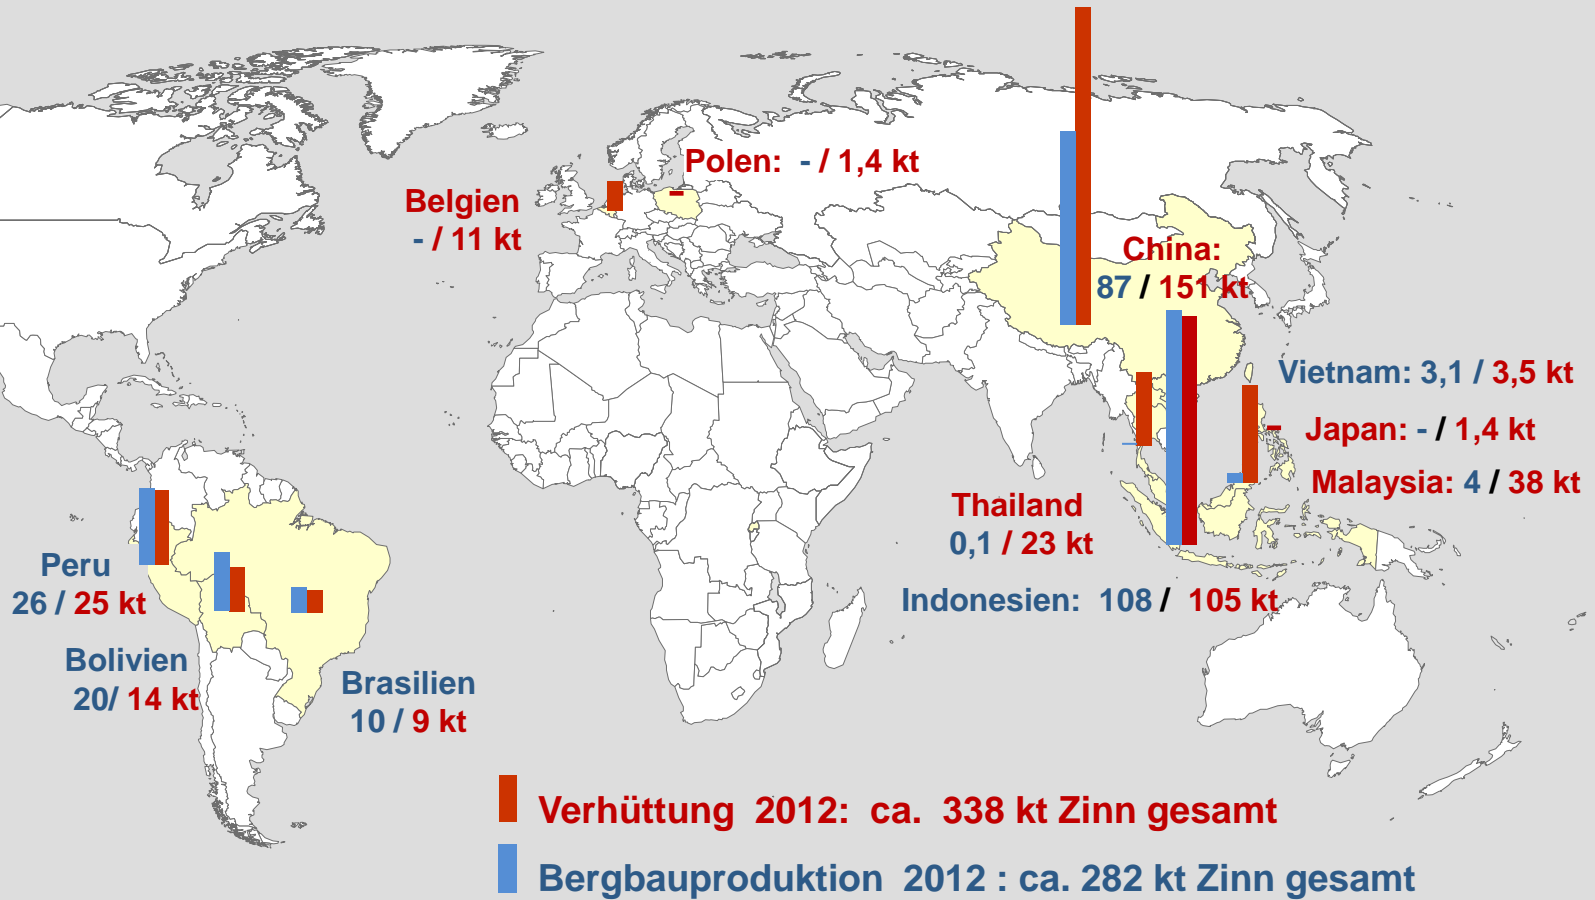 Polen: - / 1,4 kt
Belgien
- / 11 kt
China:
87 / 151 kt
Vietnam: 3,1 / 3,5 kt
Japan: - / 1,4 kt
Malaysia: 4 / 38 kt
Thailand
0,1 / 23 kt
Indonesien: 108 / 105 kt
Peru
26 / 25 kt
Bolivien
20/ 14 kt
Brasilien
10 / 9 kt
Verhüttung 2012: ca. 338 kt Zinn gesamt
Bergbauproduktion 2012 : ca. 282 kt Zinn gesamt